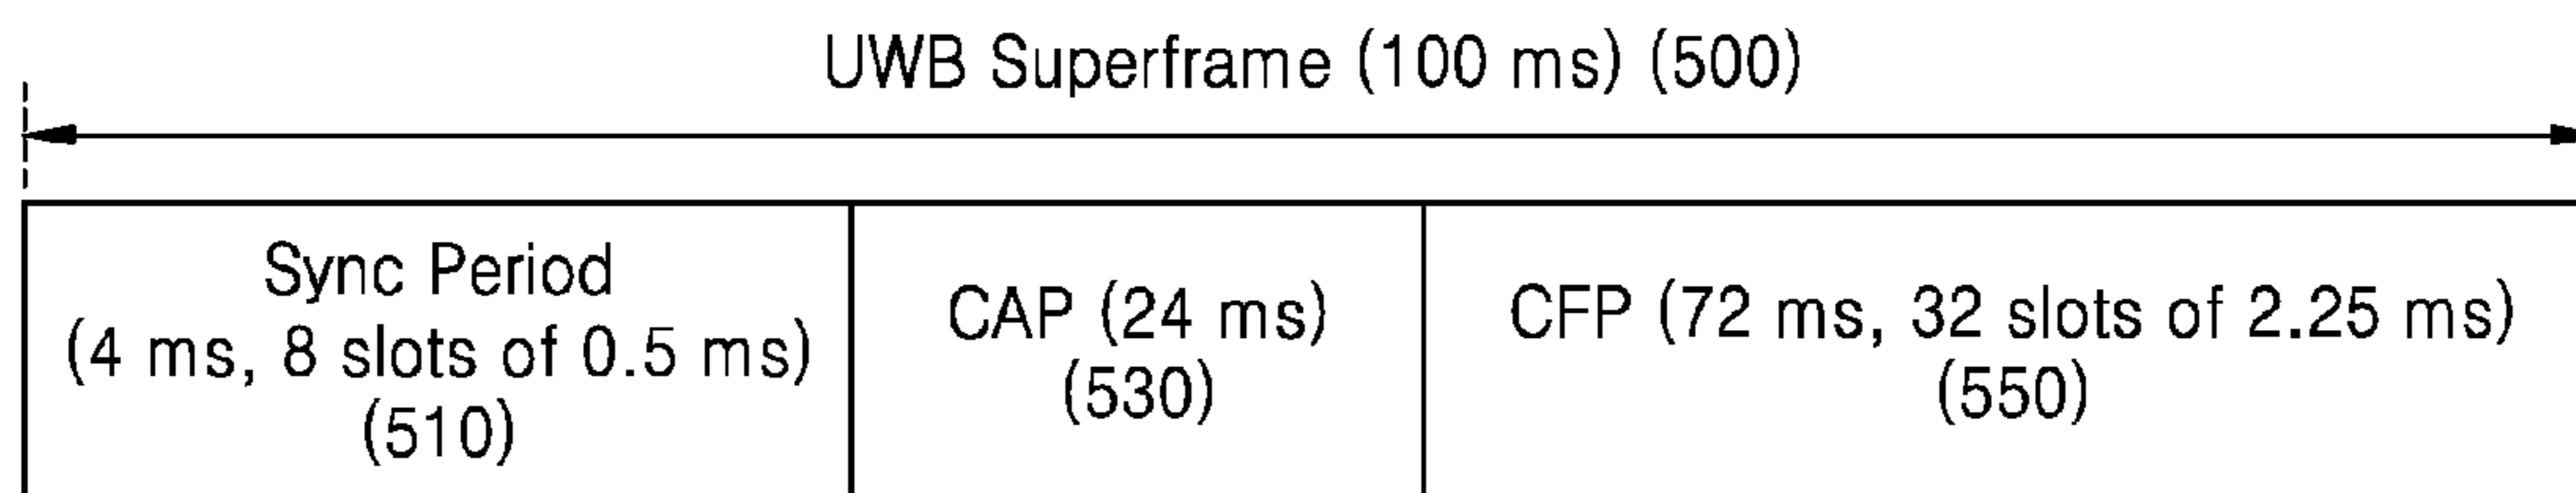 UWB Superframe (100 ms) (500)
Sync Period
(4 ms, 8 slots of 0.5 ms)
(510)
CAP (24 ms)
(530)
CFP (72 ms, 32 slots of 2.25 ms)
(550)